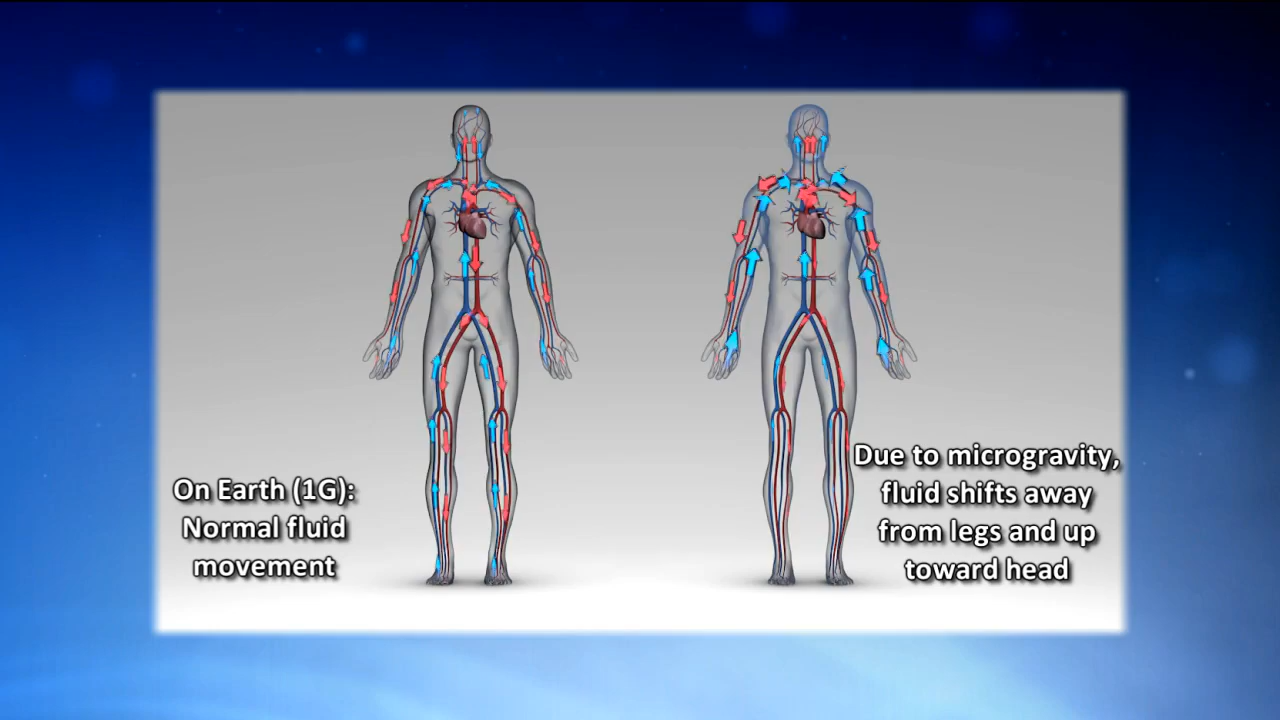 On Earth (1G):
Normal fluid
movement
Due to microgravity,
fluid shifts away
from legs and up
toward head